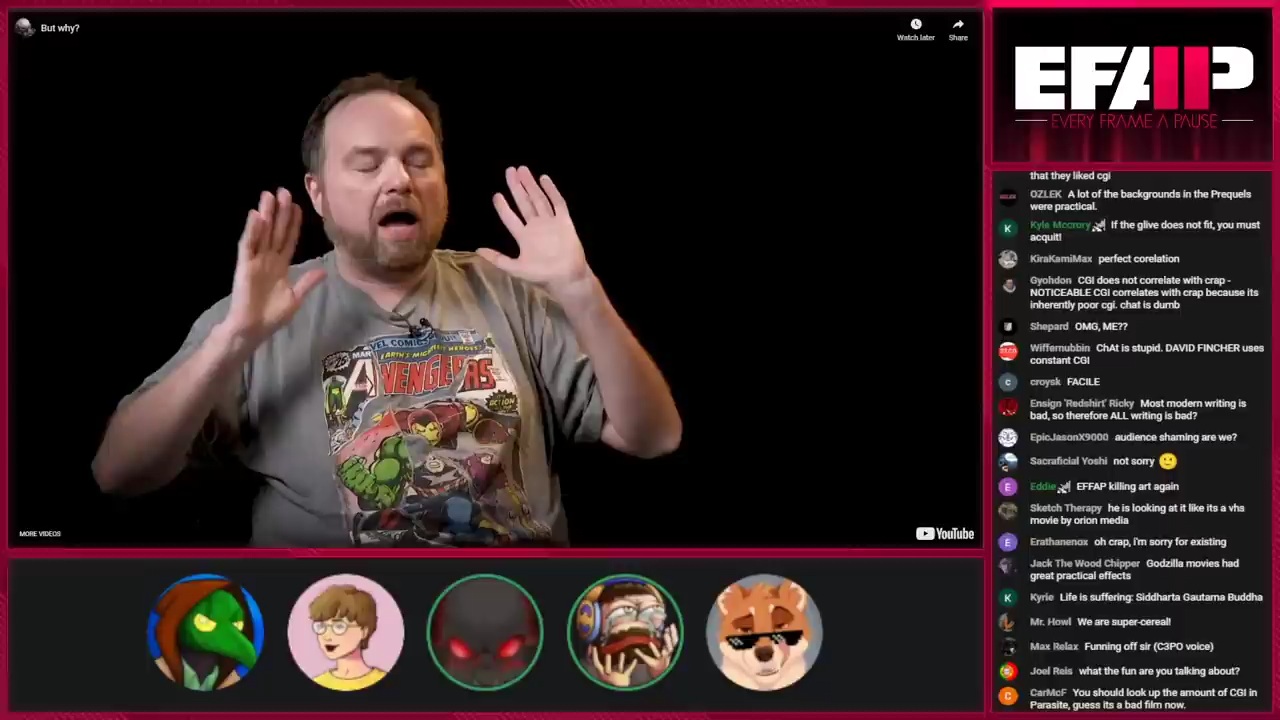 But why?
Watch later
Share
VEL COMICS
EARTH'S MIGHTIEST HEROES!
AVENGERS
ACTION
MORE VIDEOS
YouTube
EFAP
EVERY FRAME A PAUSE
that they liked cgi
OZLEK A lot of the backgrounds in the Prequels
were practical.
Kyle Mccrory If the glive does not fit, you must
acquit!
KiraKamiMax perfect corelation
Gyohdon CGI does not correlate with crap -
NOTICEABLE CGI correlates with crap because its
inherently poor cgi. chat is dumb
Shepard OMG, ME??
Wiffernubbin ChAt is stupid. DAVID FINCHER uses
constant CGI
croysk FACILE
Ensign 'Redshirt' Ricky Most modern writing is
bad, so therefore ALL writing is bad?
EpicJasonX9000 audience shaming are we?
Sacraficial Yoshi not sorry
Eddie EFFAP killing art again
Sketch Therapy he is looking at it like its a vhs
movie by orion media
Erathanenox oh crap, i'm sorry for existing
Jack The Wood Chipper Godzilla movies had
great practical effects
Kyrie Life is suffering: Siddharta Gautama Buddha
Mr. Howl We are super-cereal!
Max Relax Funning off sir (C3PO voice)
Joel Reis what the fun are you talking about?
CarMcF You should look up the amount of CGI in
Parasite, guess its a bad film now.